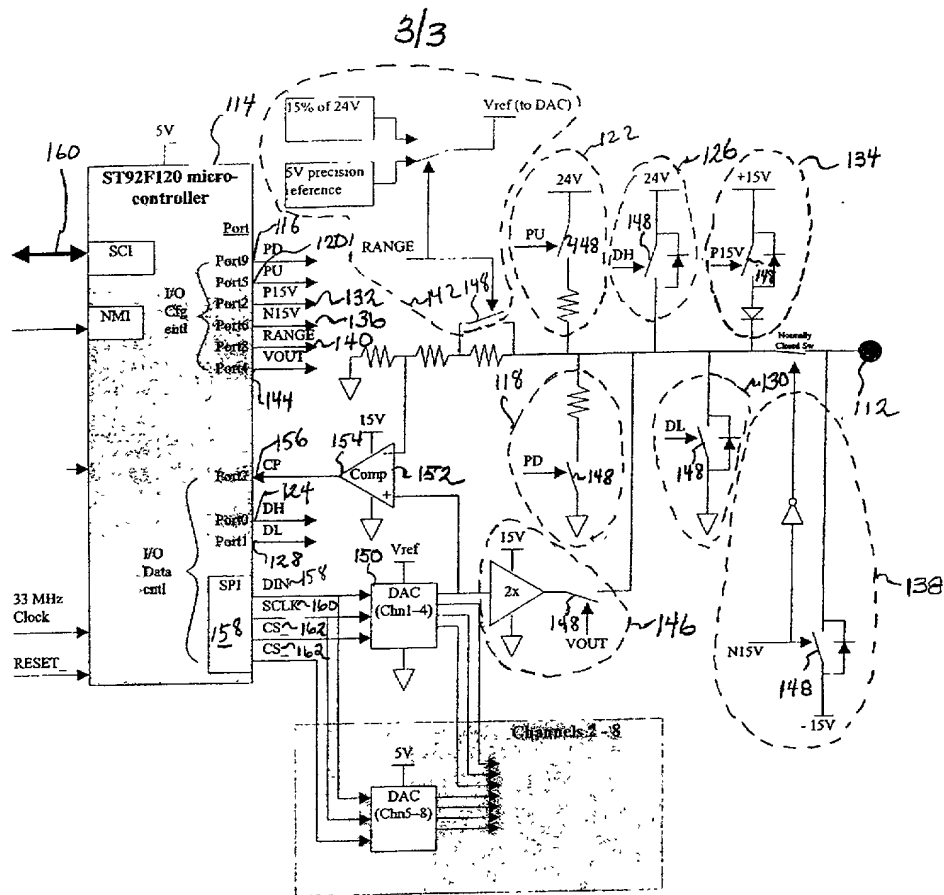 3/3
114
15% of 24V
Vref (to DAC)
5V
160
5V precision
reference
122
126
134
24V
24V
+15V
ST92F120 micro-
controller
Port
116
SCI
PD
120
Port9
PU
Port5
P15V
132
Port2
N15V
136
Port6
RANGE
140
Port8
VOUT
Port4
144
I/O
Cfg
cntl
NMI
RANGE
142
148
PU
148
DH
148
P15V
148
Normally
Closed Sw
112
118
130
PD
148
DL
148
15V
154
Comp
152
156
CP
Port7
124
DH
Port0
DL
Port1
128
I/O
Data
cntl
SPI
158
DIN
158
SCLK
160
CS_
162
CS_
162
150
Vref
DAC
(Chn1-4)
15V
2x
148
VOUT
146
138
N15V
148
-15V
33 MHz
Clock
RESET_
Channels 2 - 8
5V
DAC
(Chn5-8)